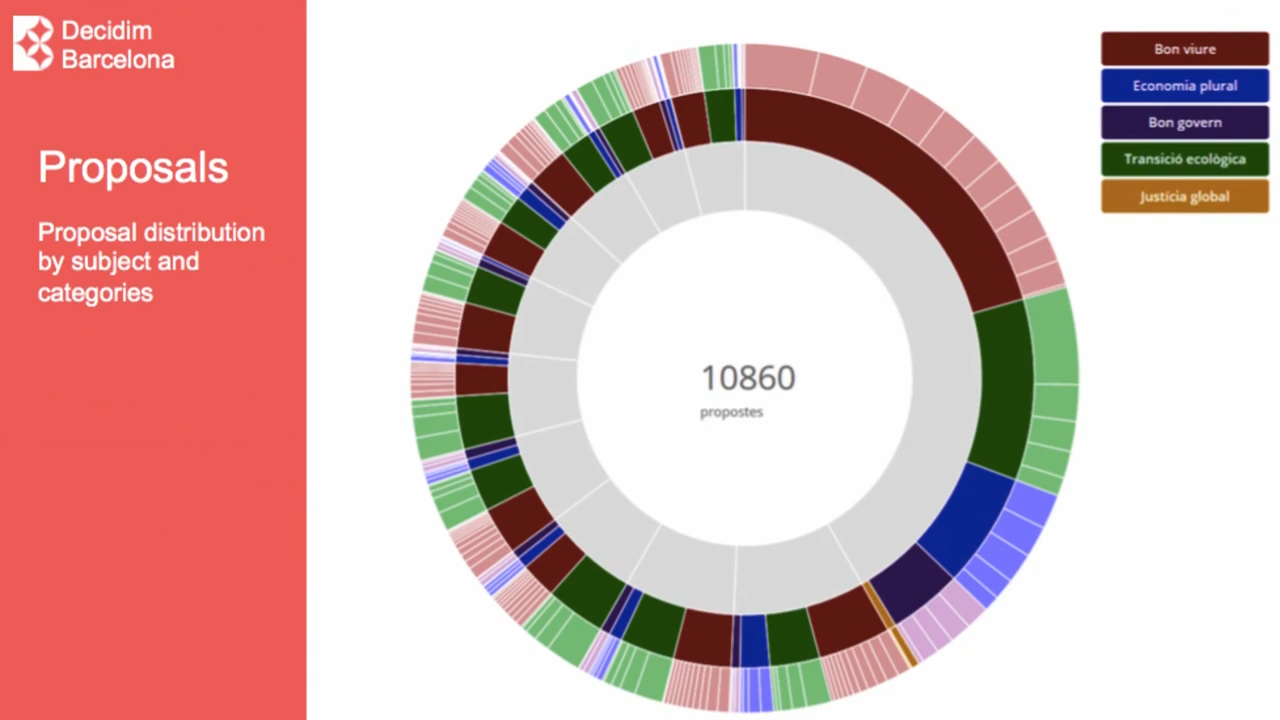 Decidim
Barcelona
Proposals
Proposal distribution
by subject and
categories
10860
propostes
Bon viure
Economia plural
Bon govern
Transició ecològica
Justícia global